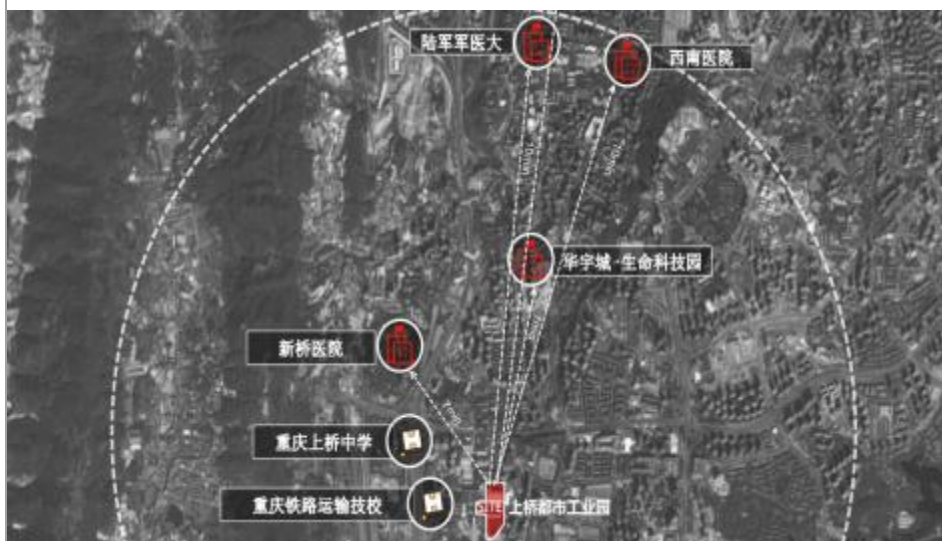 陆军军医大
西南医院
华宇城·生命科技园
新桥医院
重庆上桥中学
重庆铁路运输技校
SITE
上桥都市工业园